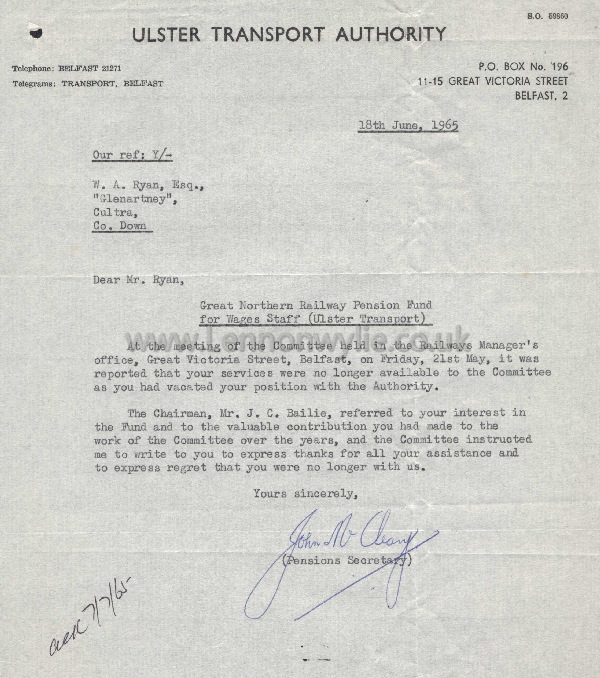 B.O. 59860
ULSTER TRANSPORT AUTHORITY
Telephone: BELFAST 21271
Telegrams: TRANSPORT, BELFAST
P.O. BOX No. 196
11-15 GREAT VICTORIA STREET
BELFAST, 2
18th June, 1965
Our ref: Y/-
W. A. Ryan, Esq.,
"Glenartney",
Cultra,
Co. Down
Dear Mr. Ryan,
Great Northern Railway Pension Fund
for Wages Staff (Ulster Transport)
At the meeting of the Committee held in the Railways Manager's
office, Great Victoria Street, Belfast, on Friday, 21st May, it was
reported that your services were no longer available to the Committee
as you had vacated your position with the Authority.
The Chairman, Mr. J. C. Bailie, referred to your interest in
the Fund and to the valuable contribution you had made to the
work of the Committee over the years, and the Committee instructed
me to write to you to express thanks for all your assistance and
to express regret that you were no longer with us.
Yours sincerely,
John Mc Cleary
(Pensions Secretary)
7/7/65